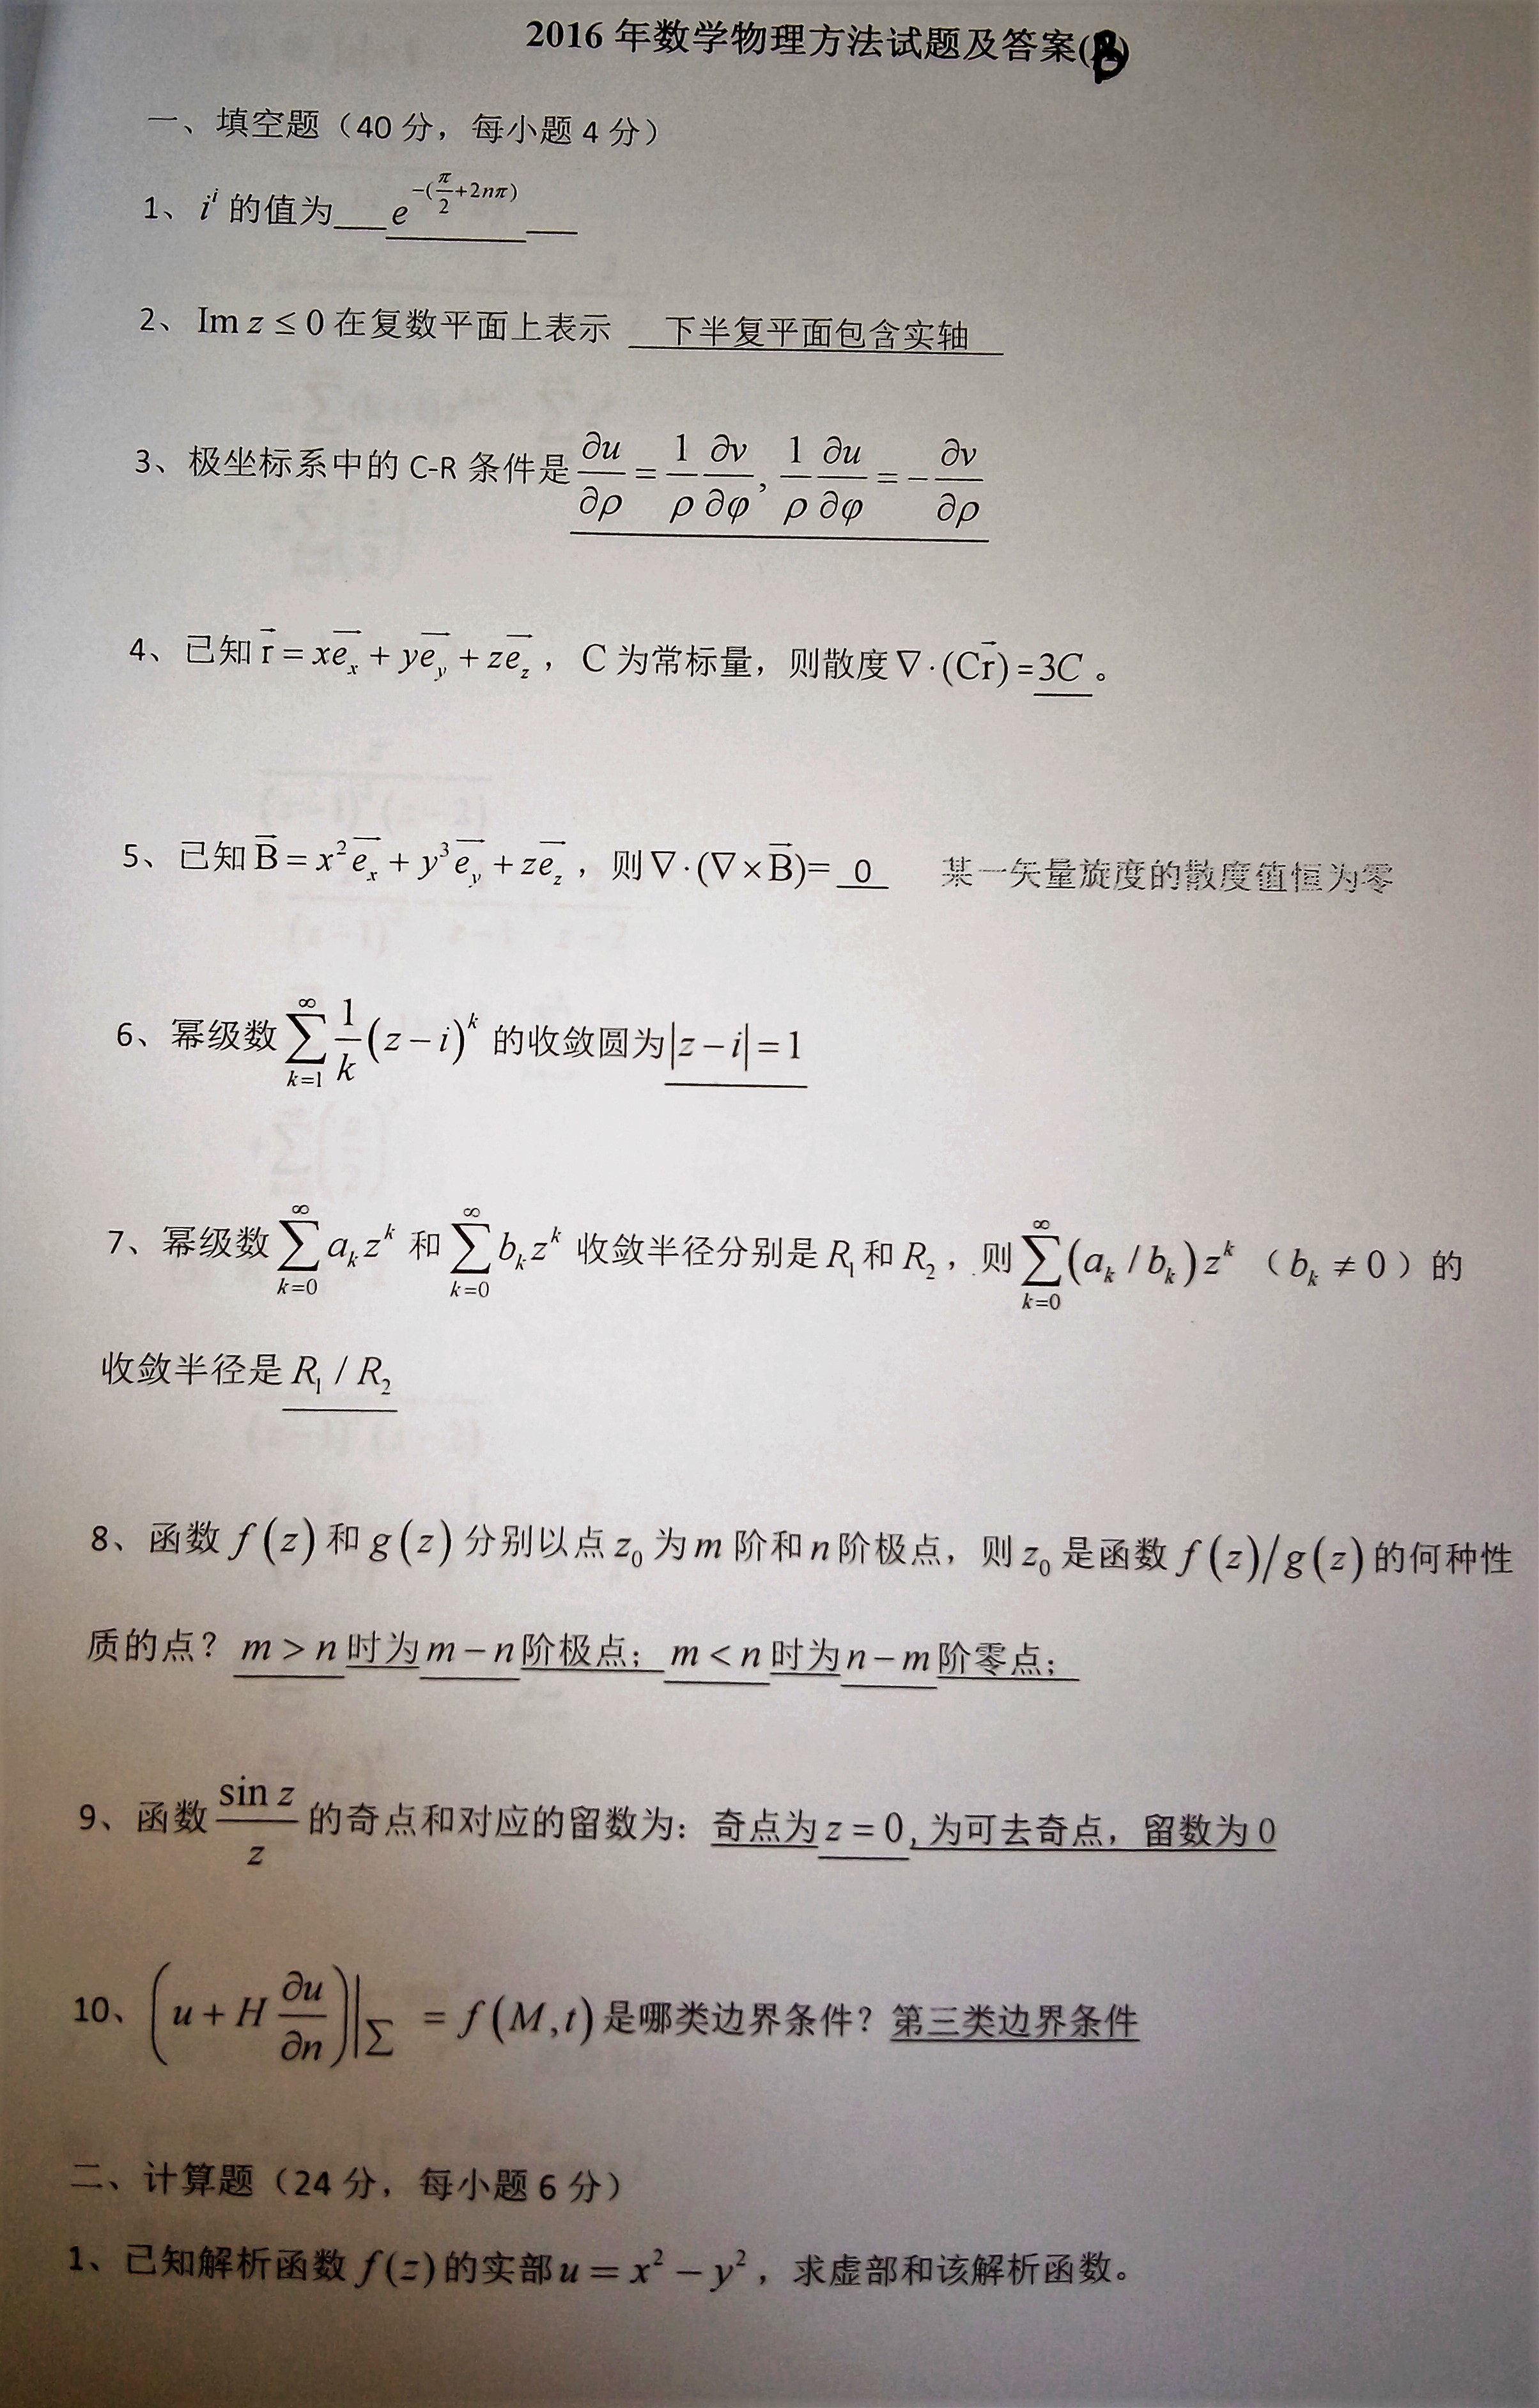 2016 年数学物理方法试题及答案(B)
一、填空题（40 分，每小题 4 分）
1、$i^i$ 的值为 $e^{-(\frac{\pi}{2}+2n\pi)}$
2、$\operatorname{Im} z \leq 0$ 在复数平面上表示 下半复平面包含实轴
3、极坐标系中的 C-R 条件是 $\frac{\partial u}{\partial \rho} = \frac{1}{\rho}\frac{\partial v}{\partial \varphi}, \frac{1}{\rho}\frac{\partial u}{\partial \varphi} = -\frac{\partial v}{\partial \rho}$
4、已知 $\vec{r} = x\vec{e_x} + y\vec{e_y} + z\vec{e_z}$，C 为常标量，则散度 $\nabla \cdot (C\vec{r}) = 3C$。
5、已知 $\vec{B} = x^2\vec{e_x} + y^3\vec{e_y} + z\vec{e_z}$，则 $\nabla \cdot (\nabla \times \vec{B}) = 0$ 某一矢量旋度的散度值恒为零
6、幂级数 $\sum_{k=1}^{\infty} \frac{1}{k}(z-i)^k$ 的收敛圆为 $|z-i| = 1$
7、幂级数 $\sum_{k=0}^{\infty} a_k z^k$ 和 $\sum_{k=0}^{\infty} b_k z^k$ 收敛半径分别是 $R_1$ 和 $R_2$，则 $\sum_{k=0}^{\infty} (a_k / b_k) z^k$（$b_k \neq 0$）的
收敛半径是 $R_1 / R_2$
8、函数 $f(z)$ 和 $g(z)$ 分别以点 $z_0$ 为 $m$ 阶和 $n$ 阶极点，则 $z_0$ 是函数 $f(z)/g(z)$ 的何种性
质的点？$m > n$ 时为 $m-n$ 阶极点；$m < n$ 时为 $n-m$ 阶零点；
9、函数 $\frac{\sin z}{z}$ 的奇点和对应的留数为：奇点为 $z = 0$, 为可去奇点，留数为 0
10、$\left(u + H\frac{\partial u}{\partial n}\right)\Big|_{\Sigma} = f(M,t)$ 是哪类边界条件？第三类边界条件
二、计算题（24 分，每小题 6 分）
1、已知解析函数 $f(z)$ 的实部 $u = x^2 - y^2$，求虚部和该解析函数。